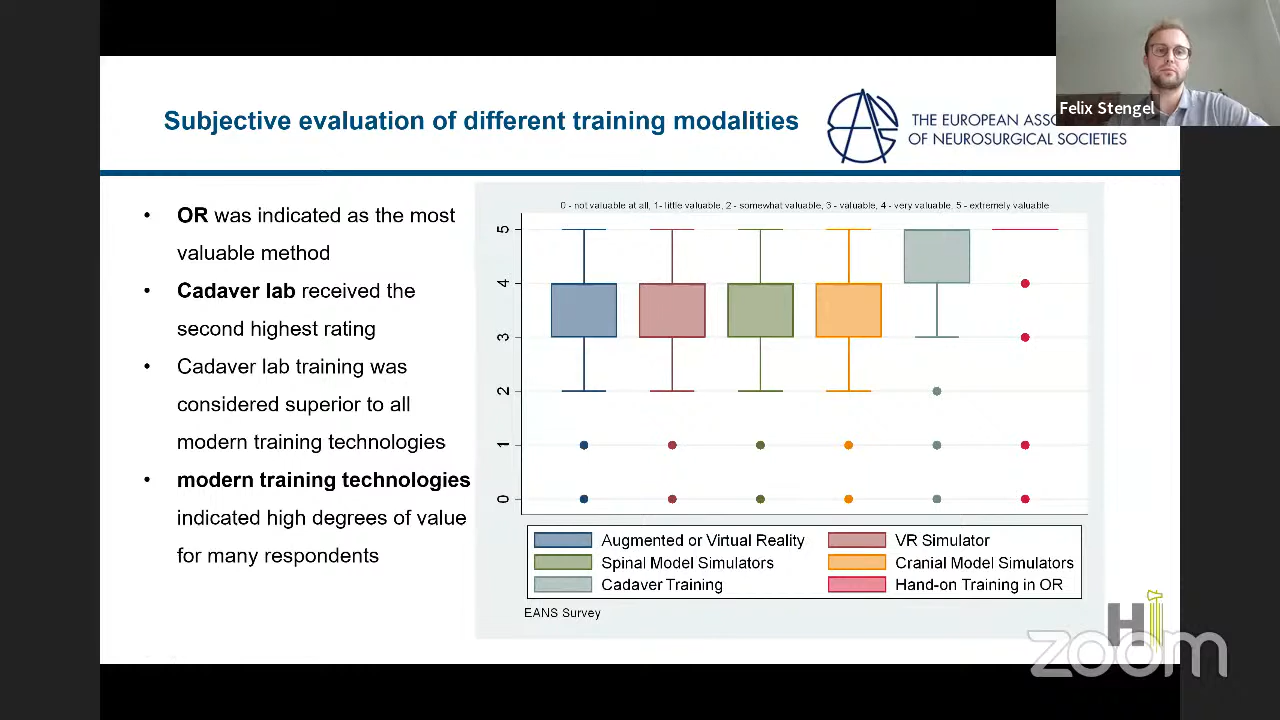 Felix Stengel
Subjective evaluation of different training modalities
THE EUROPEAN ASSO
OF NEUROSURGICAL SOCIETIES
• OR was indicated as the most
valuable method
• Cadaver lab received the
second highest rating
• Cadaver lab training was
considered superior to all
modern training technologies
• modern training technologies
indicated high degrees of value
for many respondents
0 - not valuable at all, 1- little valuable, 2 - somewhat valuable, 3 - valuable, 4 - very valuable, 5 - extremely valuable
5
4
3
2
1
0
Augmented or Virtual Reality
VR Simulator
Spinal Model Simulators
Cranial Model Simulators
Cadaver Training
Hand-on Training in OR
EANS Survey
H
zoom